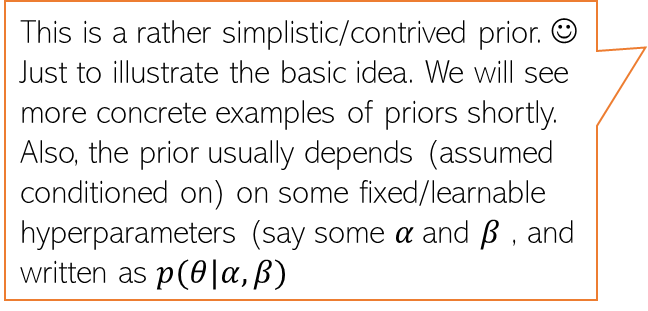 This is a rather simplistic/contrived prior. ☺
Just to illustrate the basic idea. We will see
more concrete examples of priors shortly.
Also, the prior usually depends (assumed
conditioned on) on some fixed/learnable
hyperparameters (say some 𝜶 and 𝜷 , and
written as 𝒑(𝜽|𝜶,𝜷)